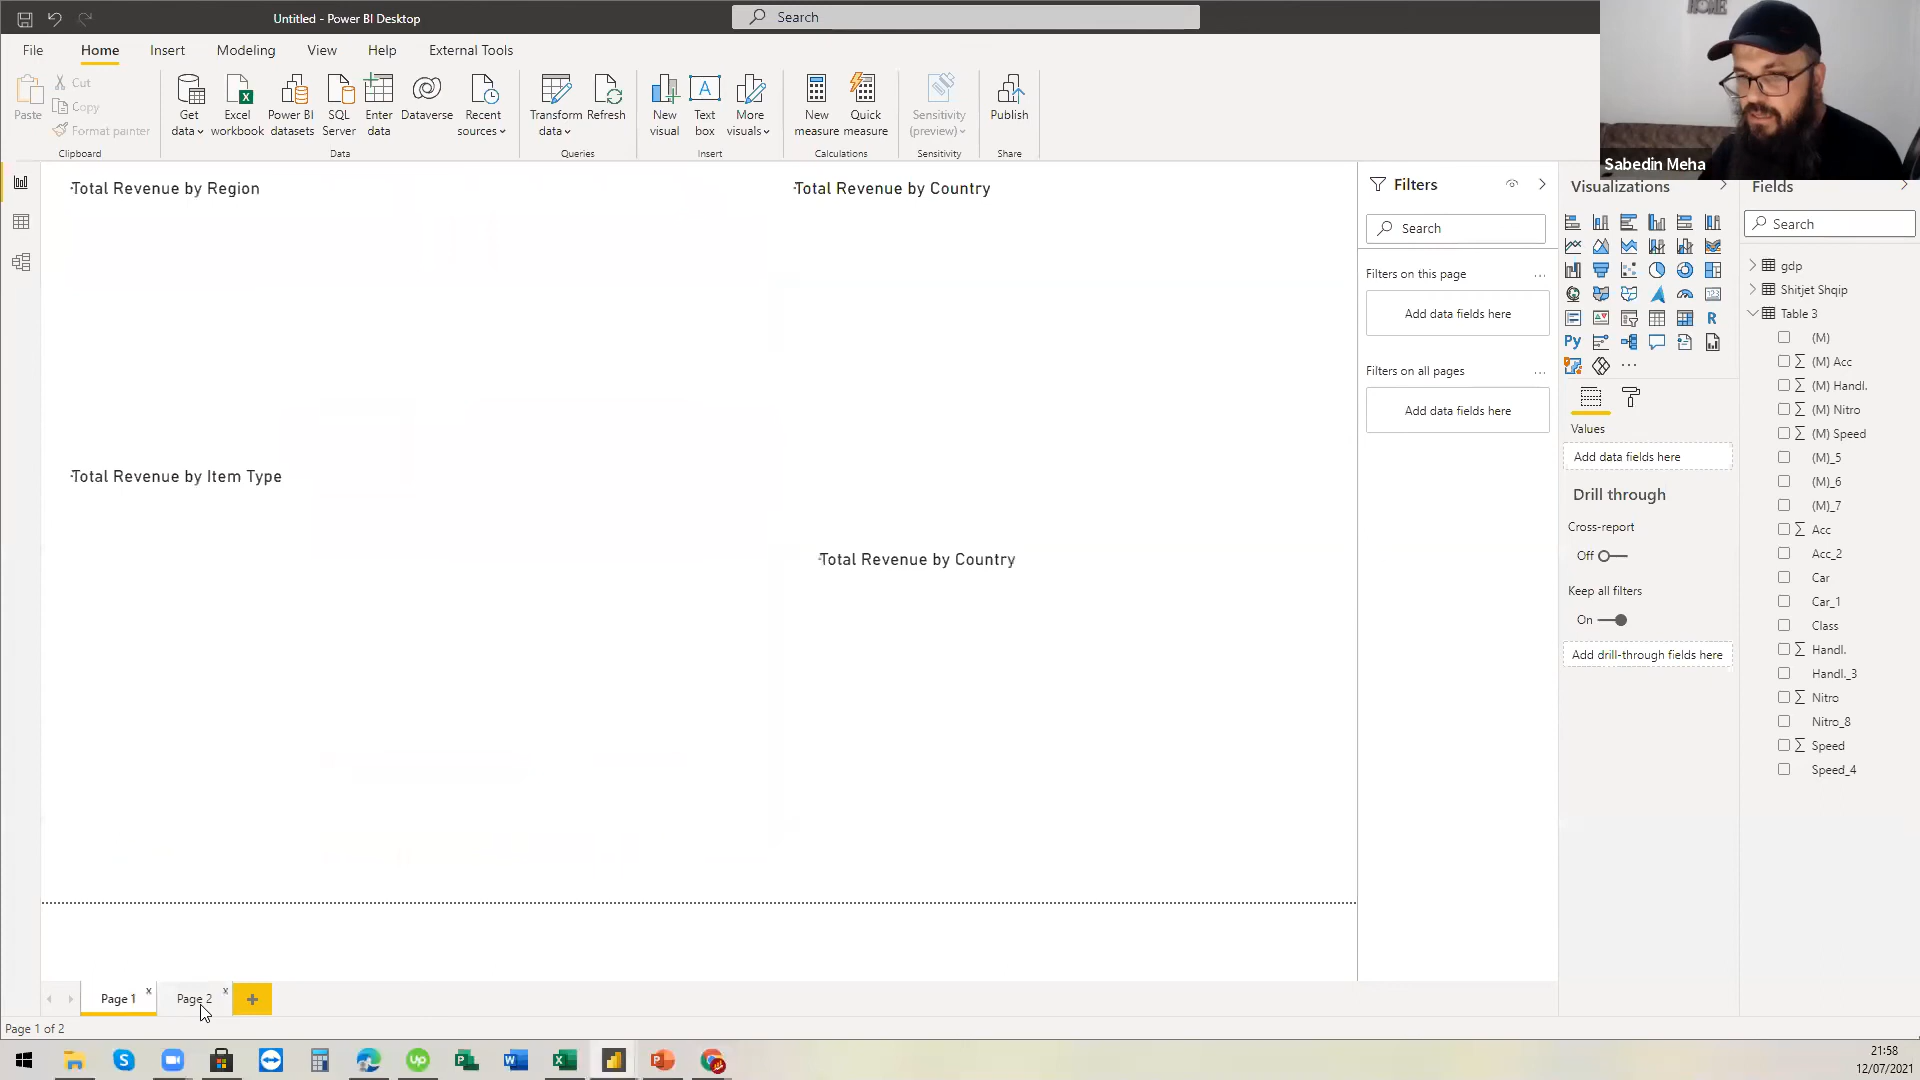 Untitled - Power BI Desktop
Search
HOME
File
Home
Insert
Modeling
View
Help
External Tools
Paste
Cut
Copy
Format painter
Clipboard
Get data
Excel workbook
Power BI datasets
SQL Server
Enter data
Dataverse
Recent sources
Data
Transform data
Refresh
Queries
New visual
Text box
More visuals
Insert
New measure
Quick measure
Calculations
Sensitivity (preview)
Sensitivity
Publish
Share
Sabedin Meha
Total Revenue by Region
Total Revenue by Country
Total Revenue by Item Type
Total Revenue by Country
Filters
Search
Filters on this page
...
Add data fields here
Filters on all pages
...
Add data fields here
Visualizations
123
R
Py
...
Values
Add data fields here
Drill through
Cross-report
Off
Keep all filters
On
Add drill-through fields here
Fields
Search
gdp
Shitjet Shqip
Table 3
(M)
∑ (M) Acc
∑ (M) Handl.
∑ (M) Nitro
∑ (M) Speed
(M)_5
(M)_6
(M)_7
∑ Acc
Acc_2
Car
Car_1
Class
∑ Handl.
Handl._3
∑ Nitro
Nitro_8
∑ Speed
Speed_4
Page 1 x
Page 2 x
+
Page 1 of 2
S
Up
P
W
X
P
21:58
12/07/2021